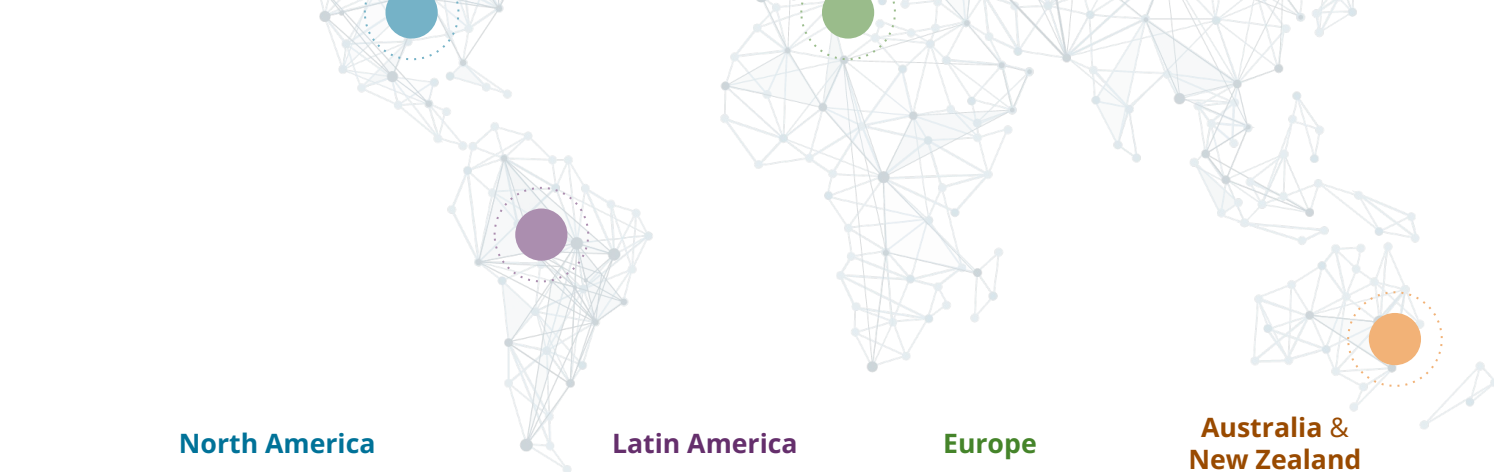 North America
Latin America
Europe
Australia &
New Zealand